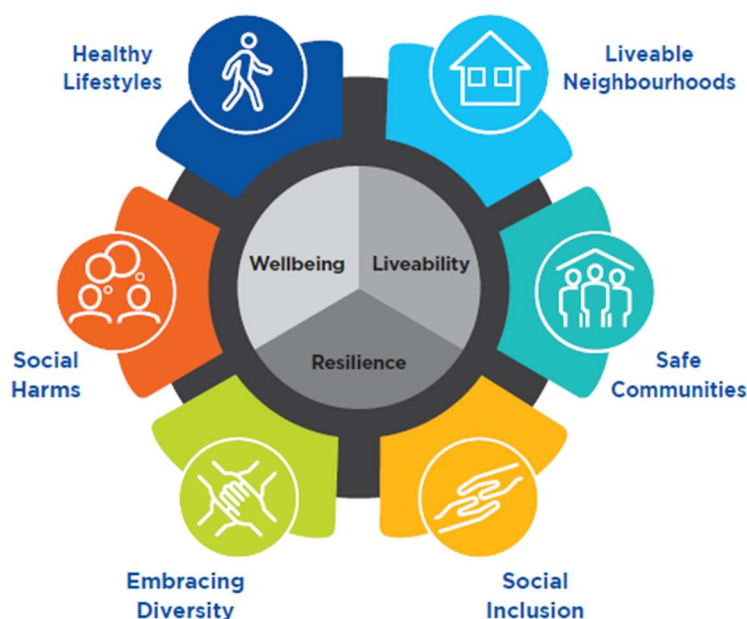 Healthy
Lifestyles
Liveable
Neighbourhoods
Wellbeing
Liveability
Resilience
Social
Harms
Safe
Communities
Embracing
Diversity
Social
Inclusion